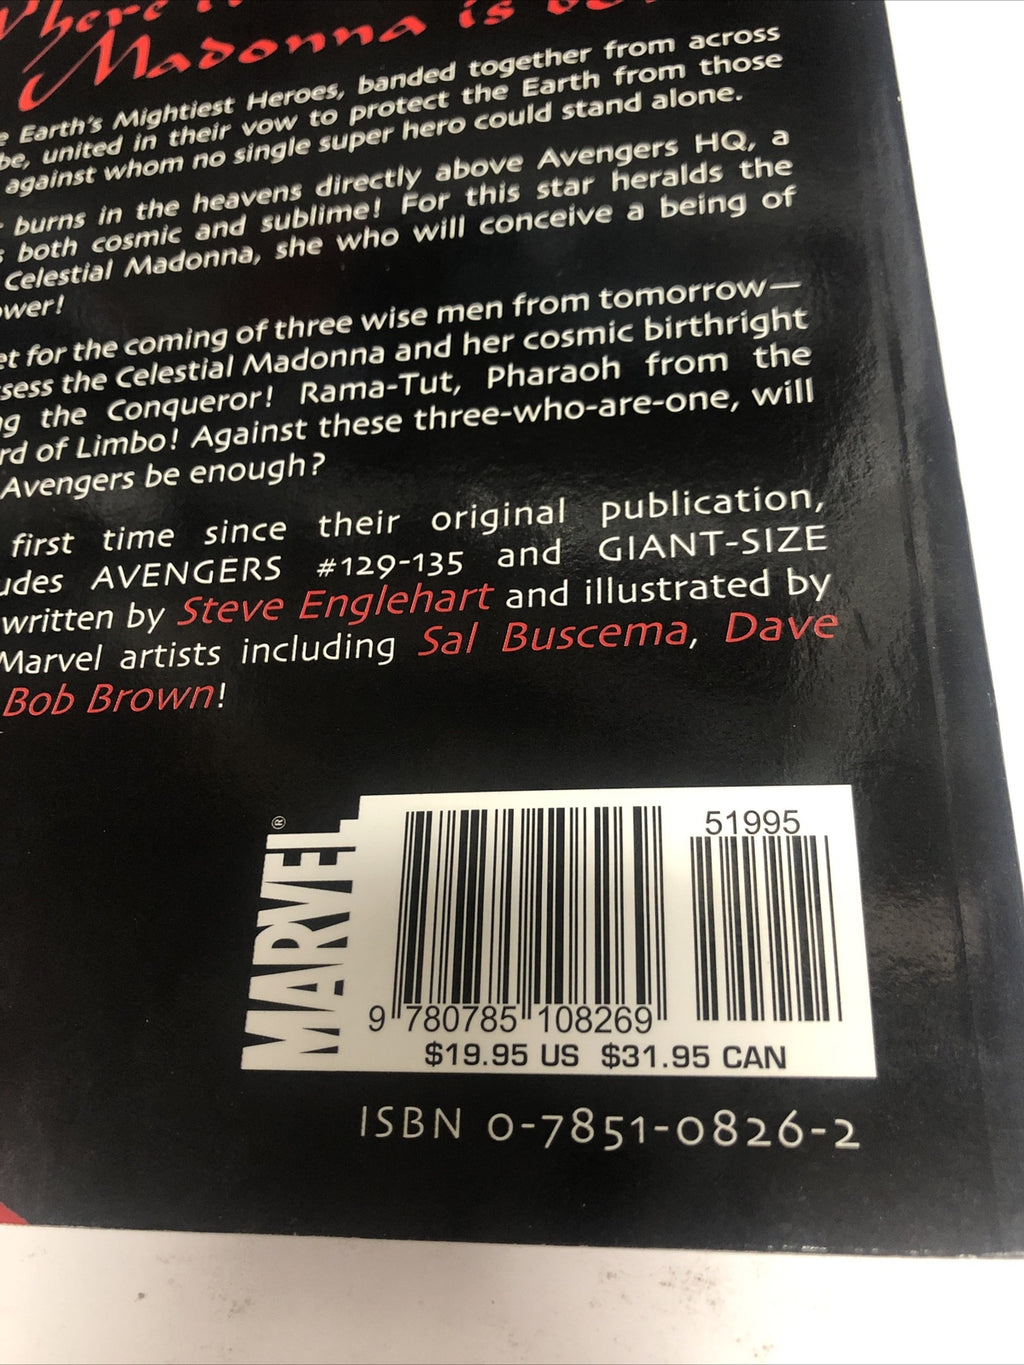 Madonna is
Earth's Mightiest Heroes, banded together from across
be, united in their vow to protect the Earth from those
against whom no single super hero could stand alone.
burns in the heavens directly above Avengers HQ, a
both cosmic and sublime! For this star heralds the
Celestial Madonna, she who will conceive a being of
ower!
et for the coming of three wise men from tomorrow—
sess the Celestial Madonna and her cosmic birthright
ng the Conqueror! Rama-Tut, Pharaoh from the
rd of Limbo! Against these three-who-are-one, will
Avengers be enough?
first time since their original publication,
udes AVENGERS #129-135 and GIANT-SIZE
written by Steve Englehart and illustrated by
Marvel artists including Sal Buscema, Dave
Bob Brown!
MARVEL®
51995
9 780785 108269
$19.95 US $31.95 CAN
ISBN 0-7851-0826-2